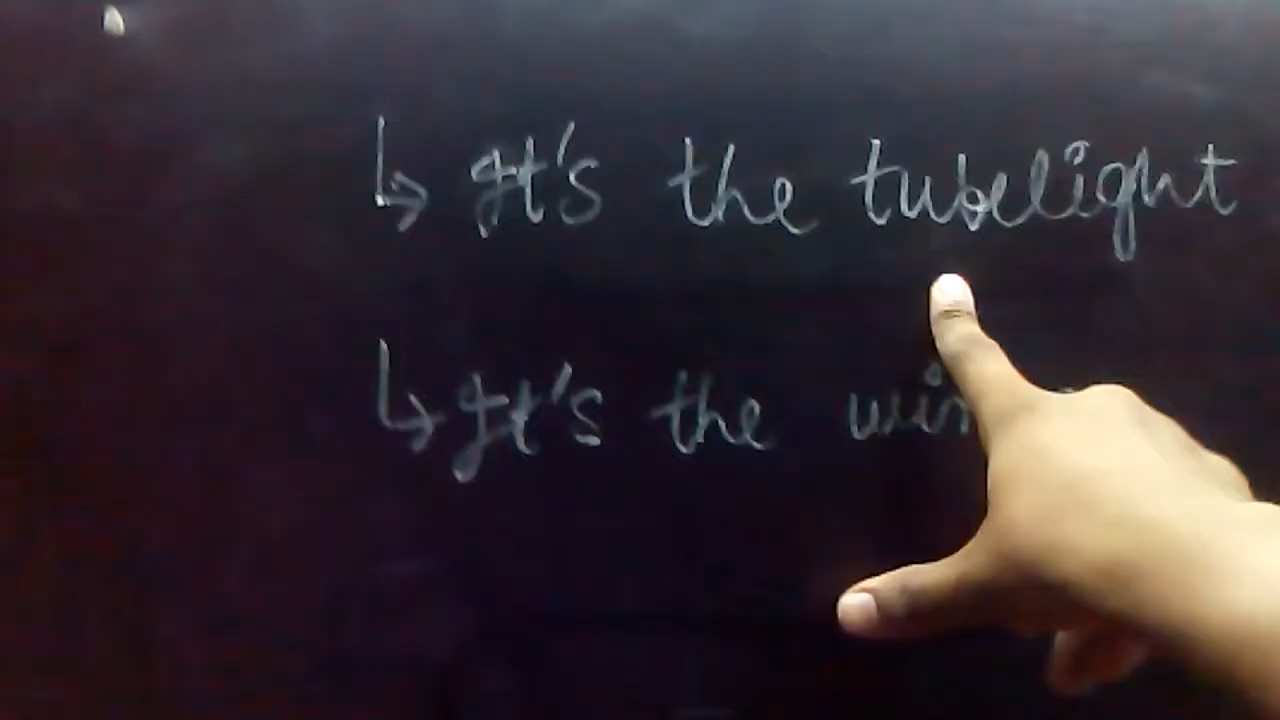 ↳ It's the tubelight
↳ It's the